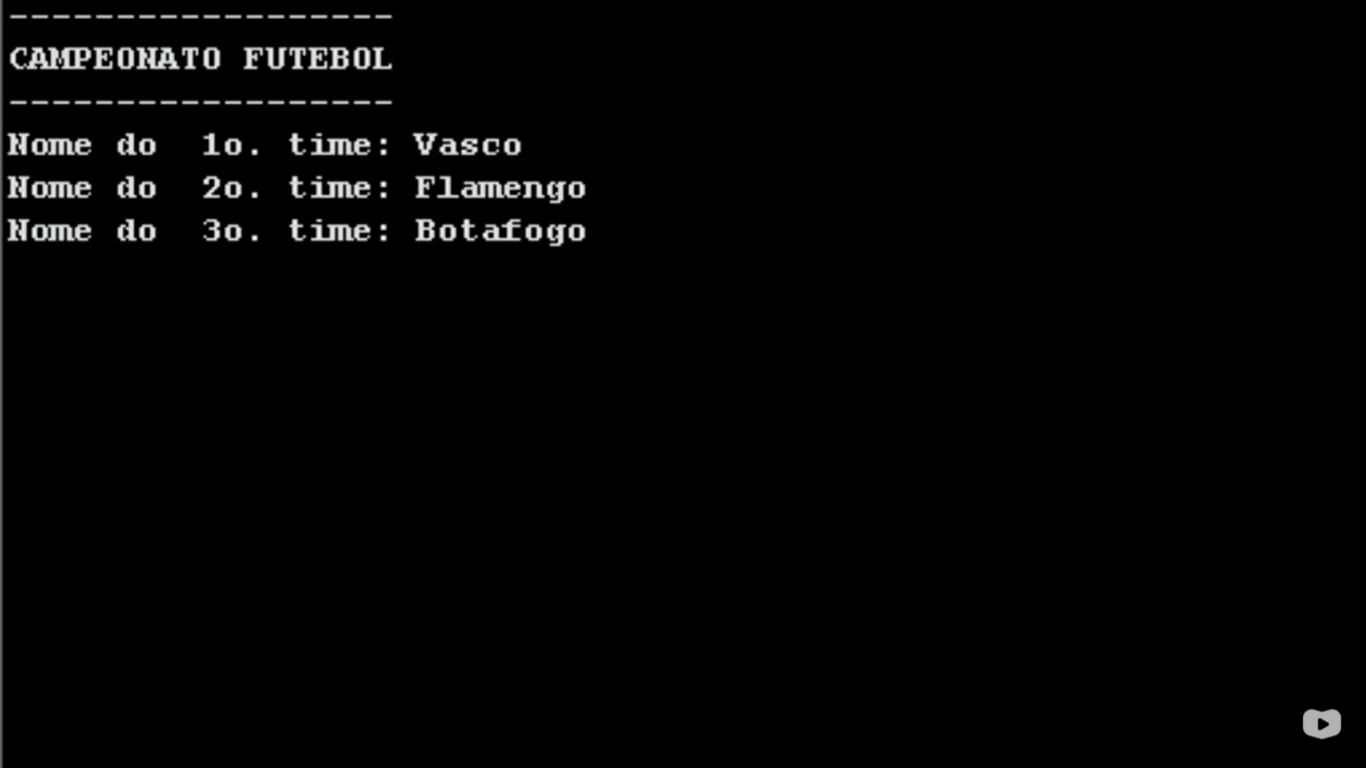 ------------------
CAMPEONATO FUTEBOL
------------------
Nome do  1o. time: Vasco
Nome do  2o. time: Flamengo
Nome do  3o. time: Botafogo